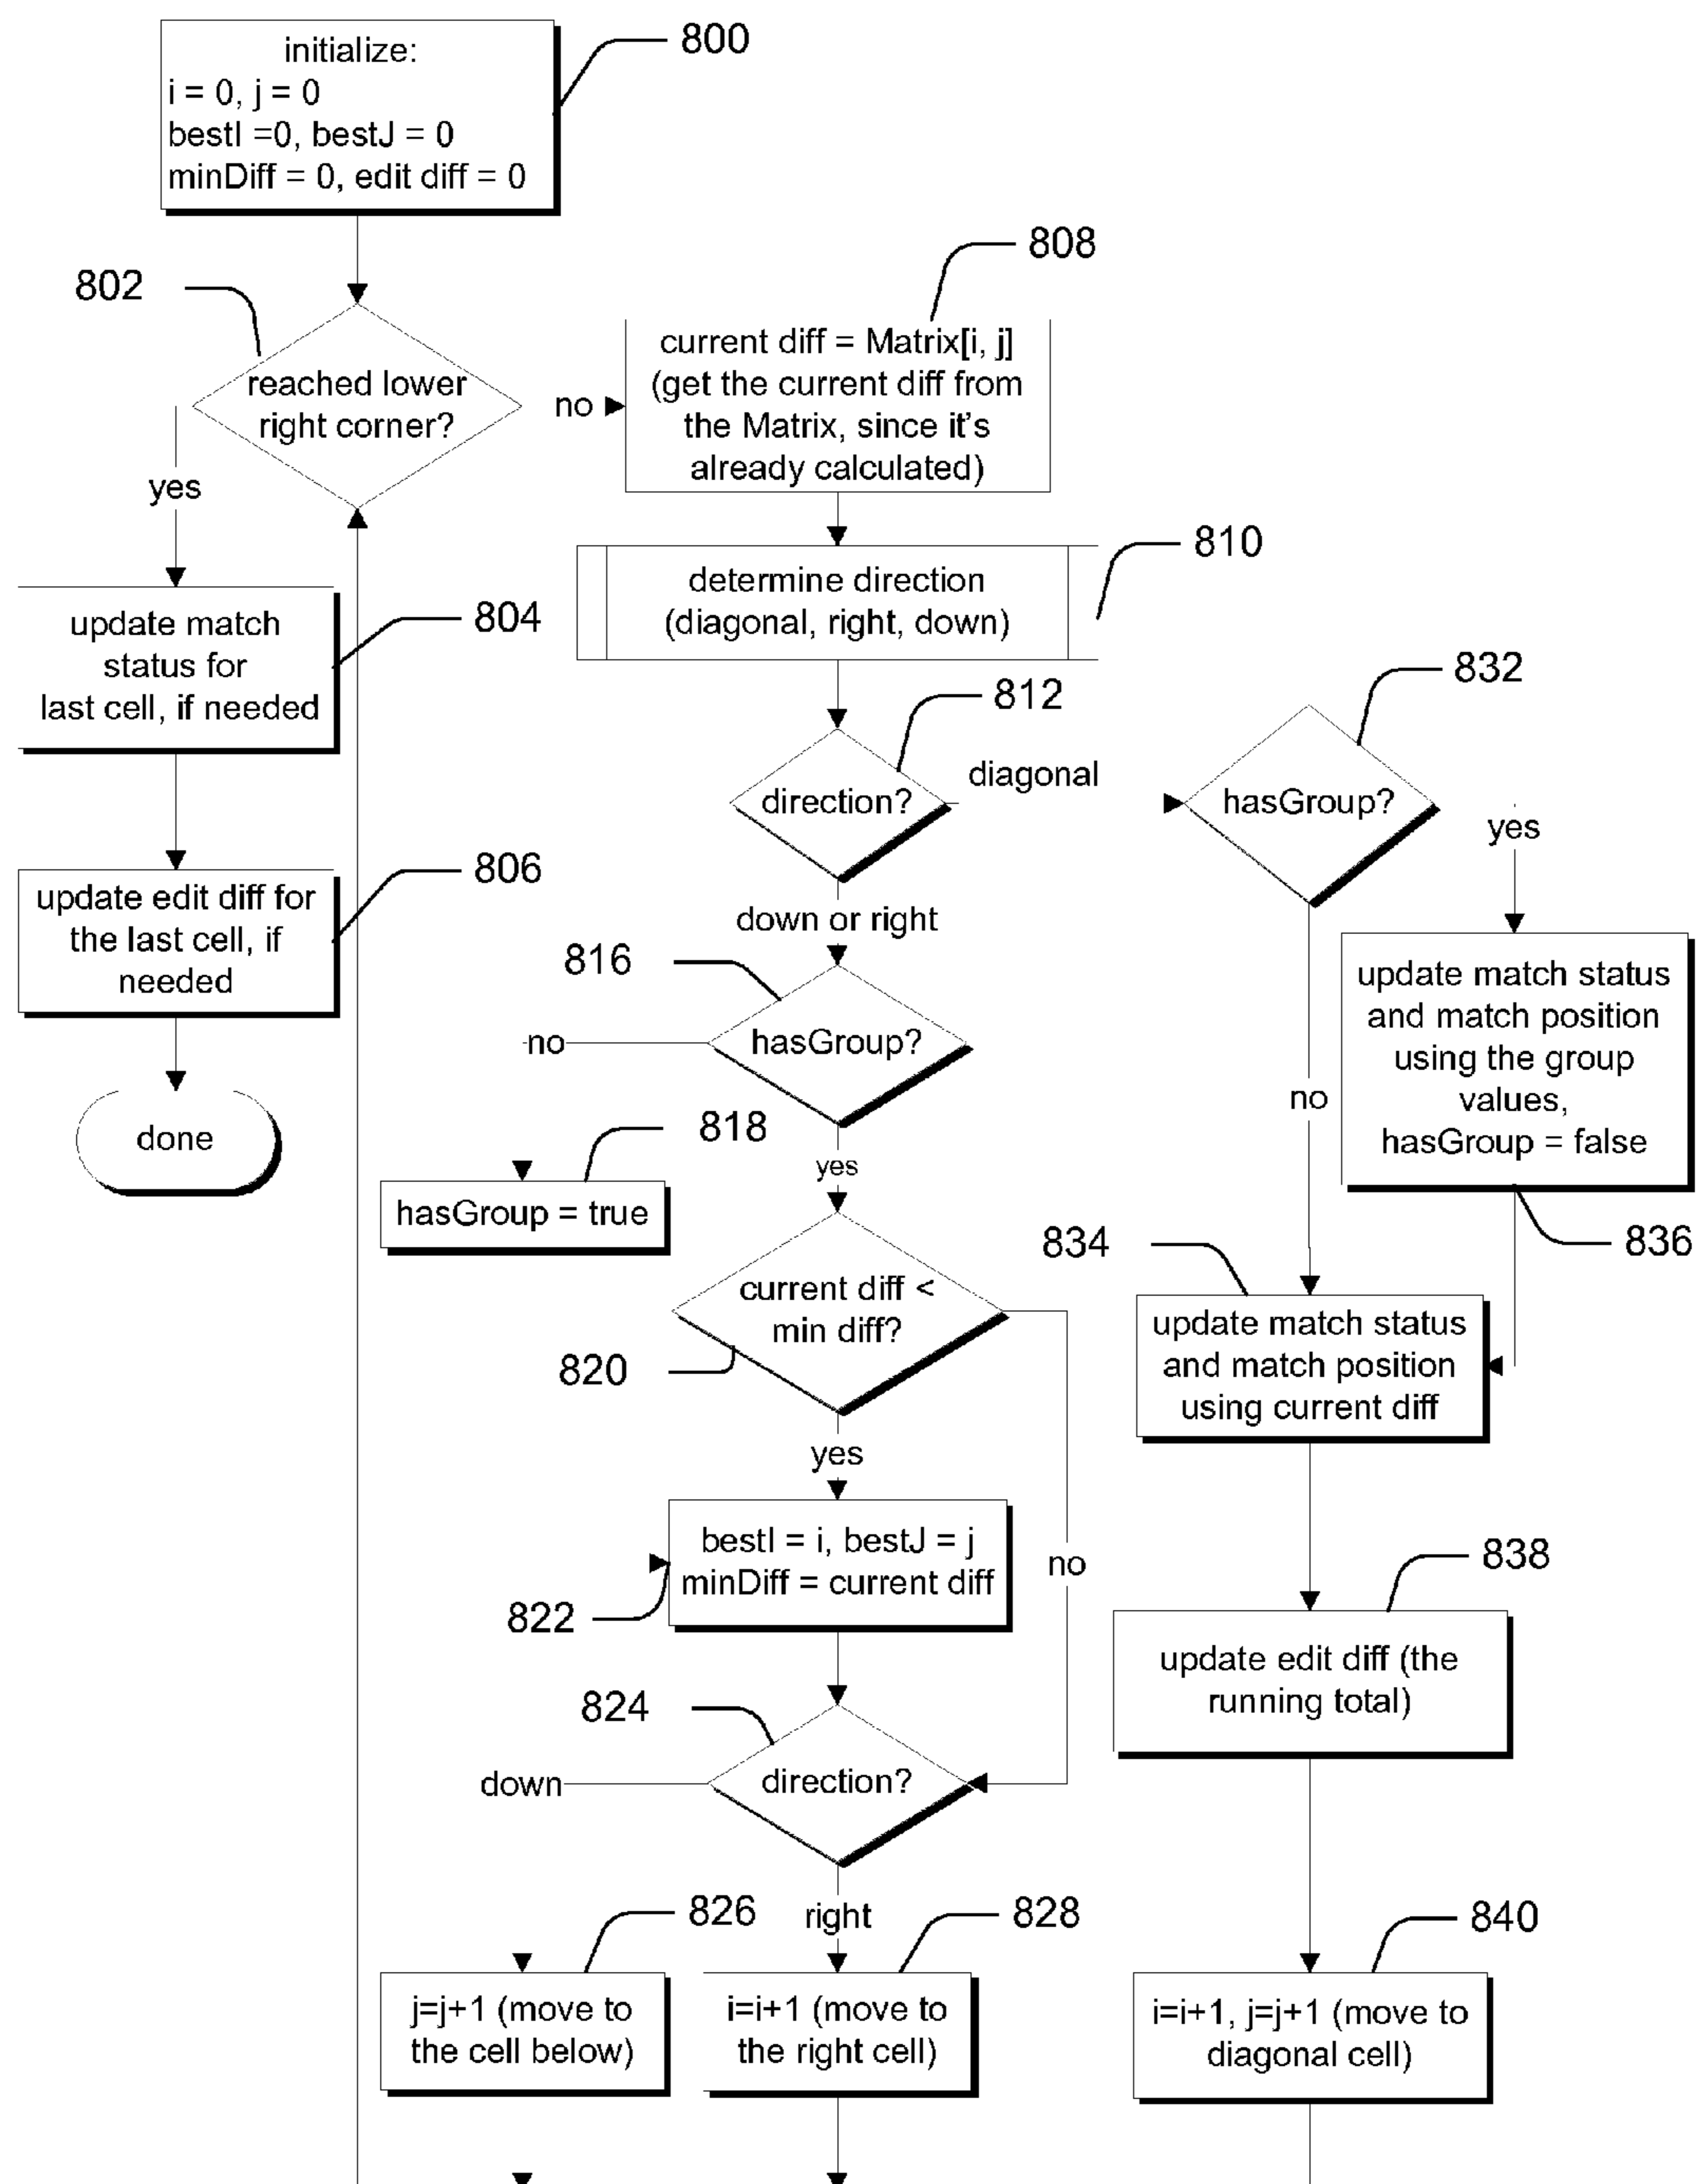 initialize:
i = 0, j = 0
bestI =0, bestJ = 0
minDiff = 0, edit diff = 0
800
802
reached lower
right corner?
no
yes
808
current diff = Matrix[i, j]
(get the current diff from
the Matrix, since it's
already calculated)
810
determine direction
(diagonal, right, down)
804
update match
status for
last cell, if needed
806
update edit diff for
the last cell, if
needed
done
812
direction?
diagonal
down or right
816
hasGroup?
no
yes
818
hasGroup = true
820
current diff <
min diff?
yes
no
822
bestI = i, bestJ = j
minDiff = current diff
824
direction?
down
right
826
j=j+1 (move to
the cell below)
828
i=i+1 (move to
the right cell)
832
hasGroup?
yes
no
update match status
and match position
using the group
values,
hasGroup = false
836
834
update match status
and match position
using current diff
838
update edit diff (the
running total)
840
i=i+1, j=j+1 (move to
diagonal cell)